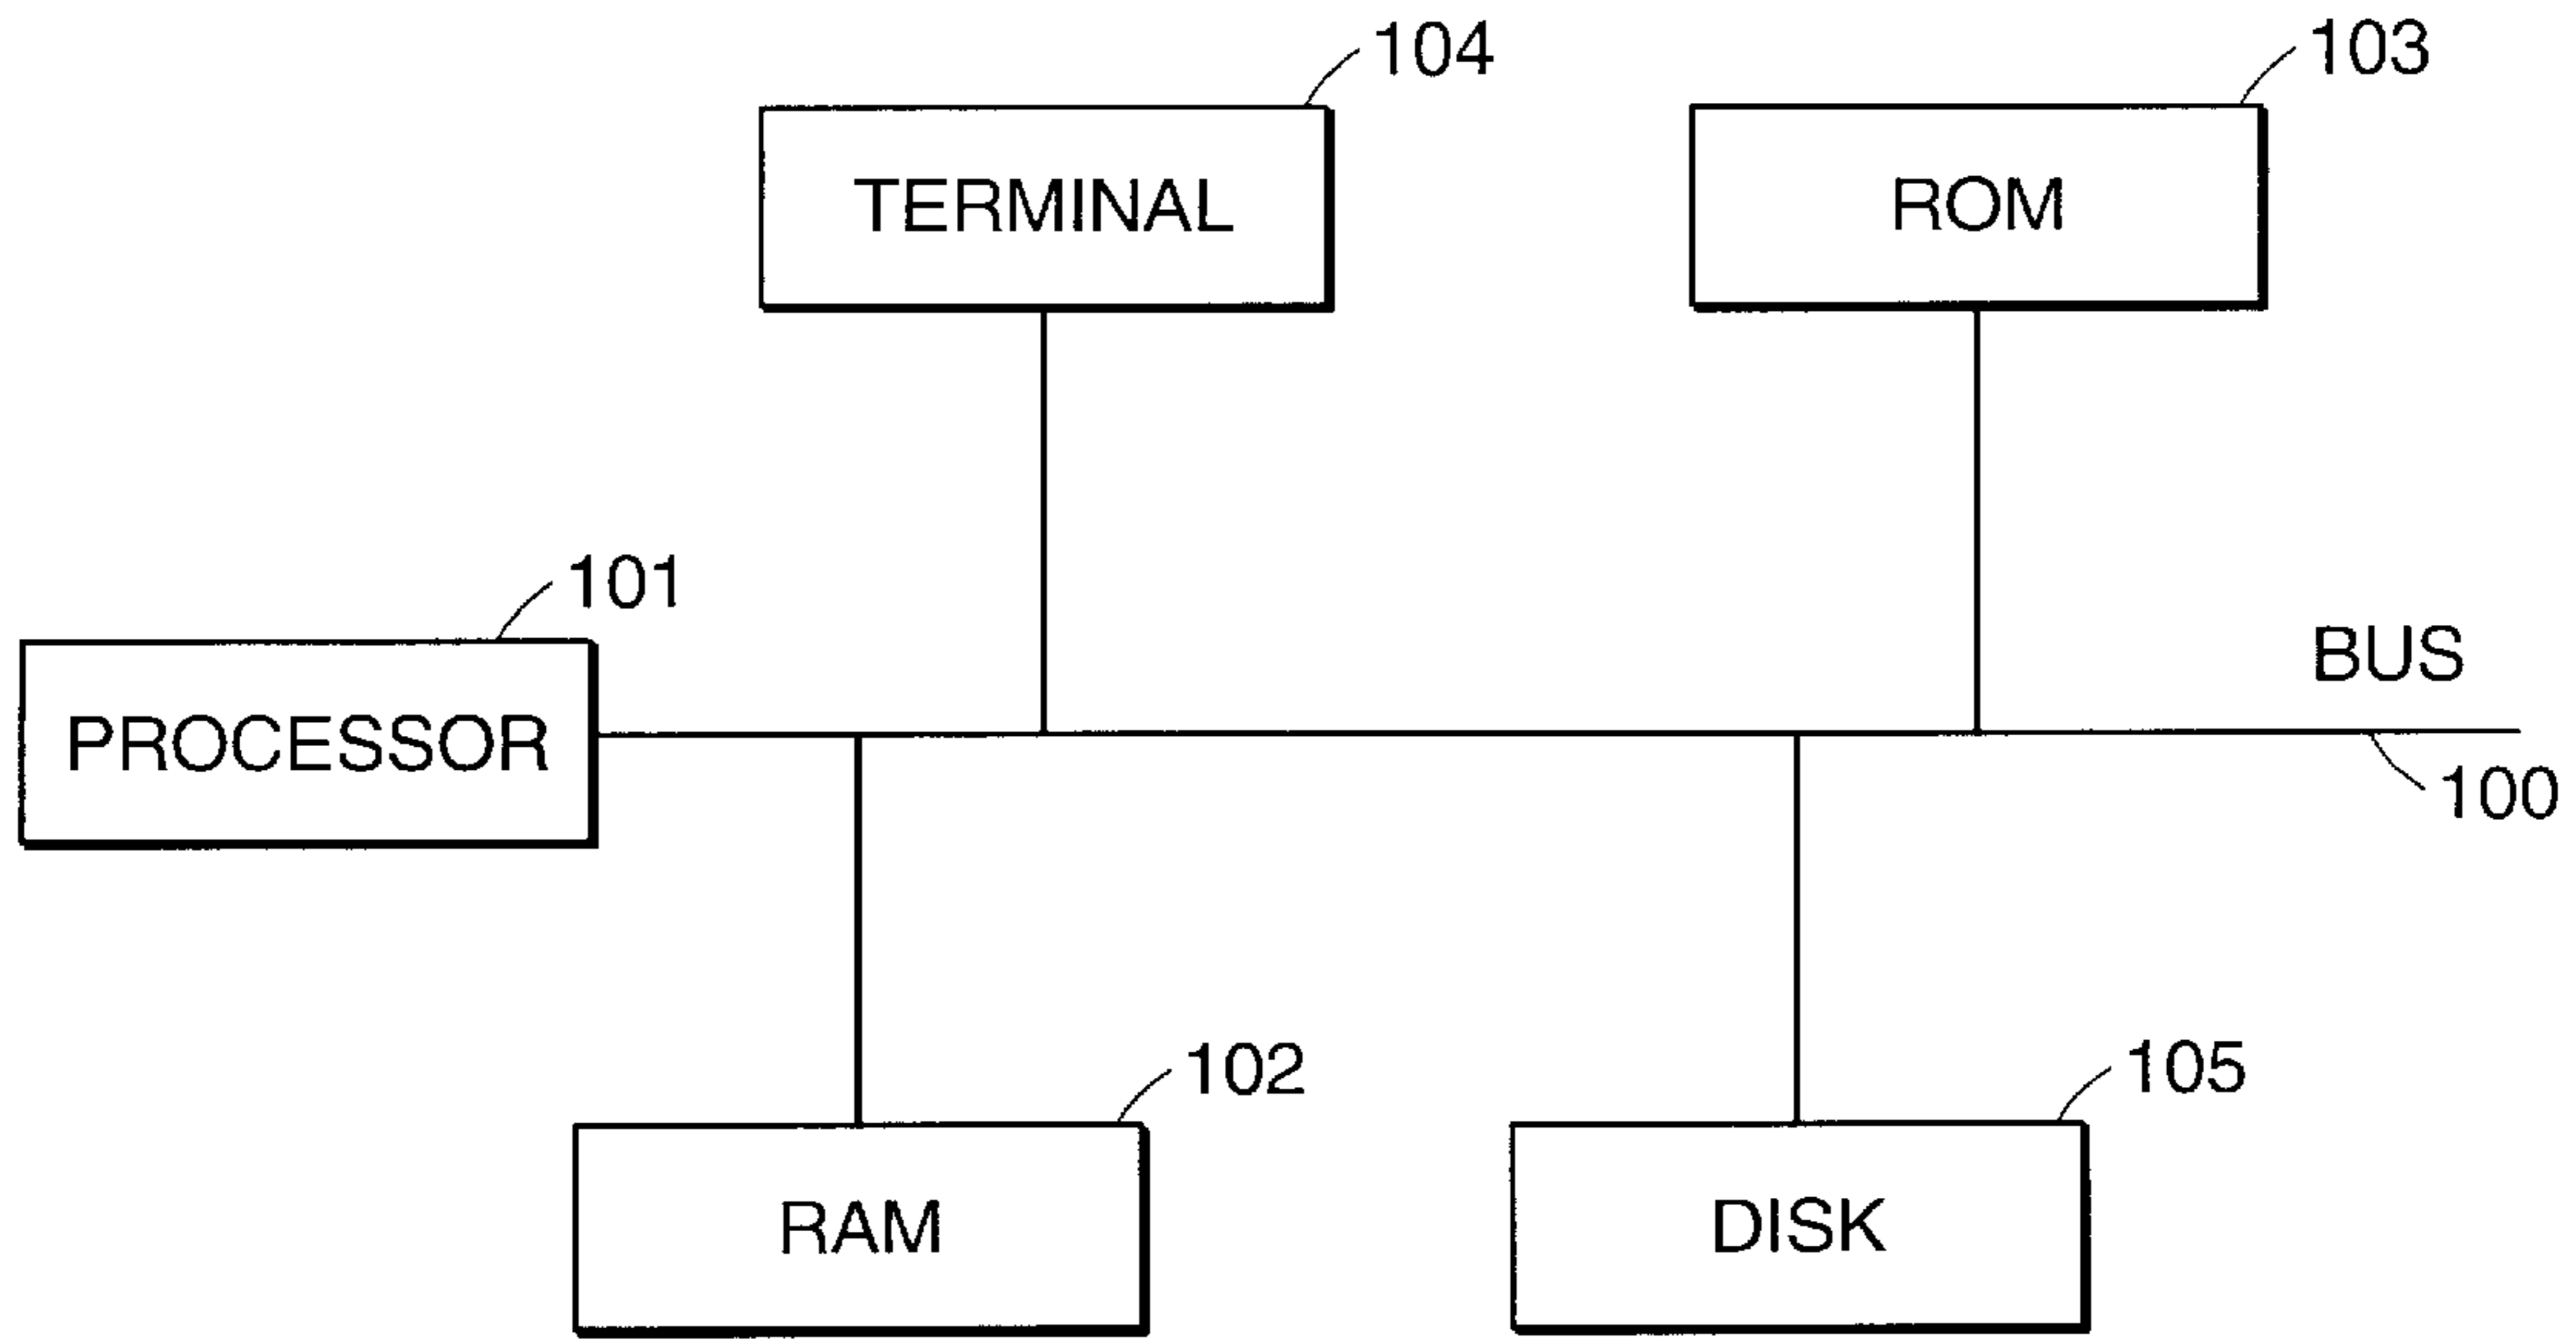 104
103
TERMINAL
ROM
101
BUS
PROCESSOR
100
102
105
RAM
DISK